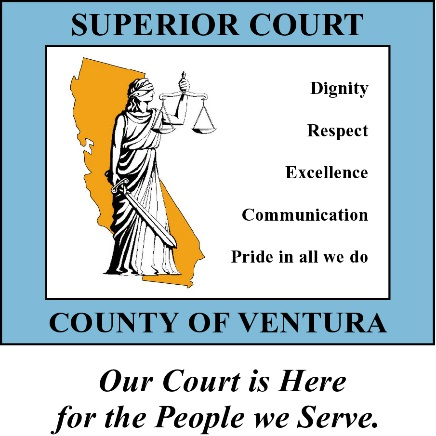 SUPERIOR COURT
Dignity
Respect
Excellence
Communication
Pride in all we do
COUNTY OF VENTURA
Our Court is Here
for the People we Serve.